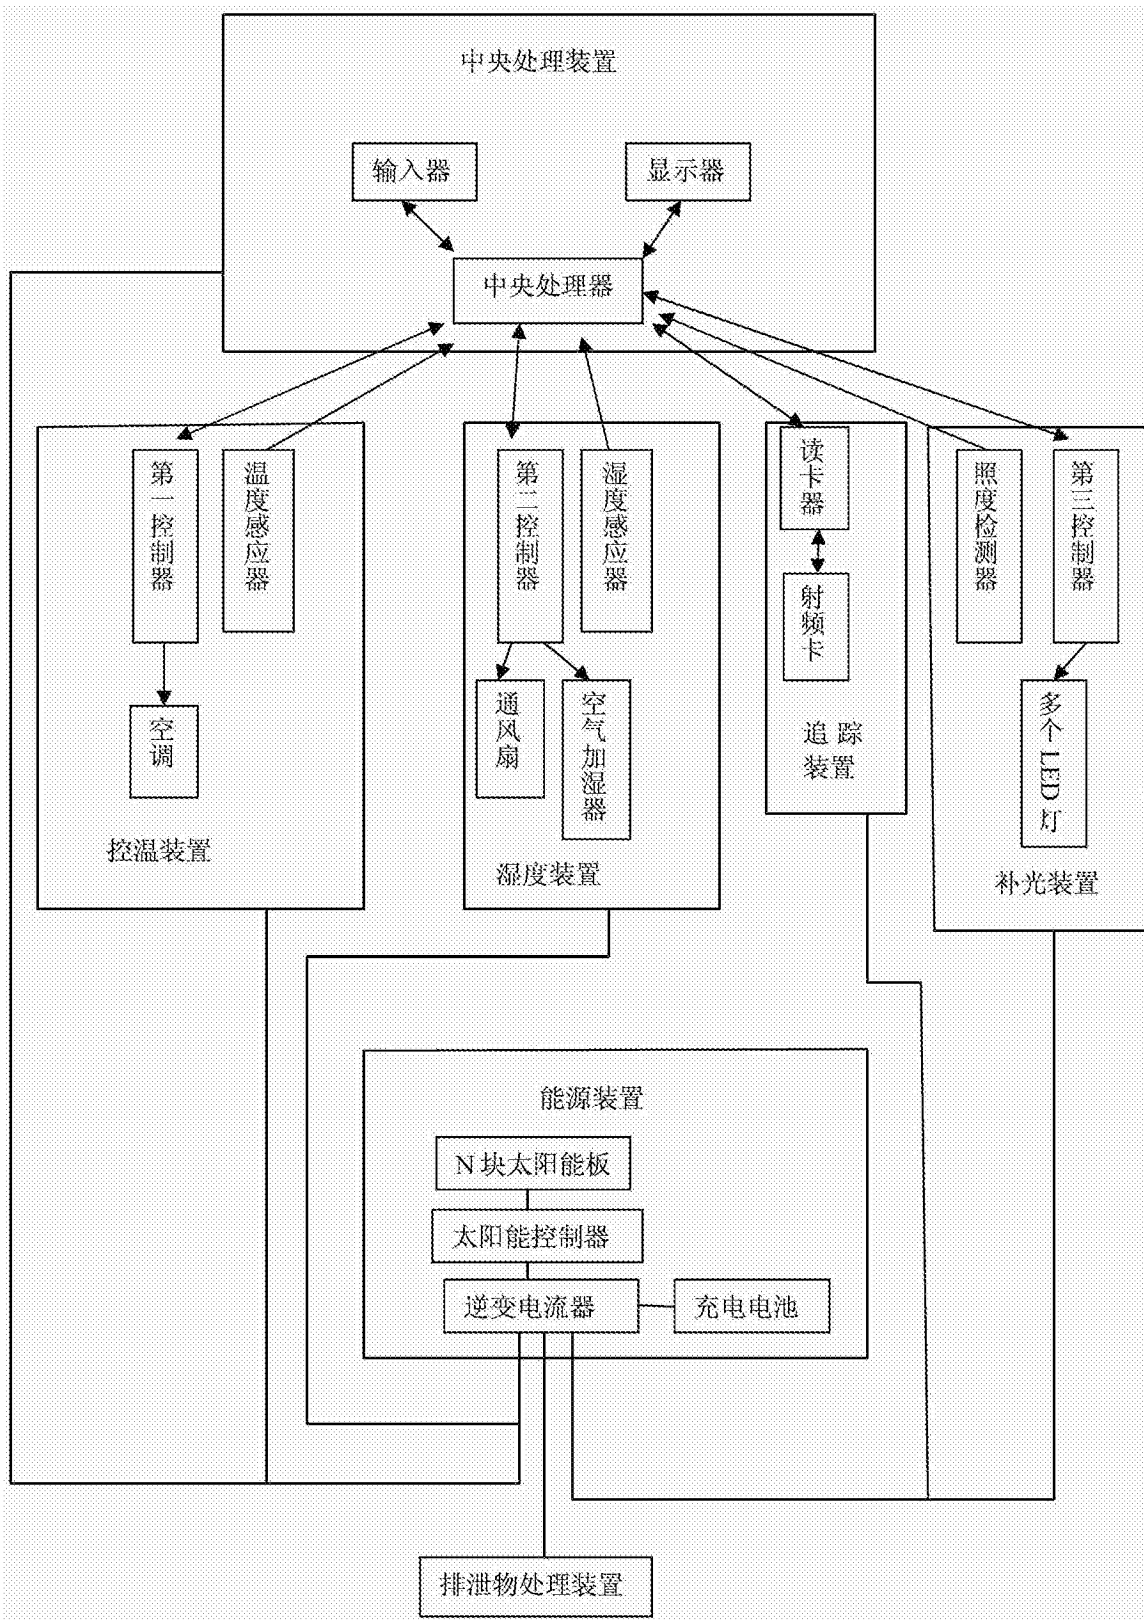 中央处理装置
输入器
显示器
中央处理器
第一控制器
温度感应器
空调
控温装置
第二控制器
湿度感应器
通风扇
空气加湿器
湿度装置
读卡器
射频卡
追踪
装置
照度检测器
第三控制器
多个LED灯
补光装置
能源装置
N块太阳能板
太阳能控制器
逆变电流器
充电电池
排泄物处理装置